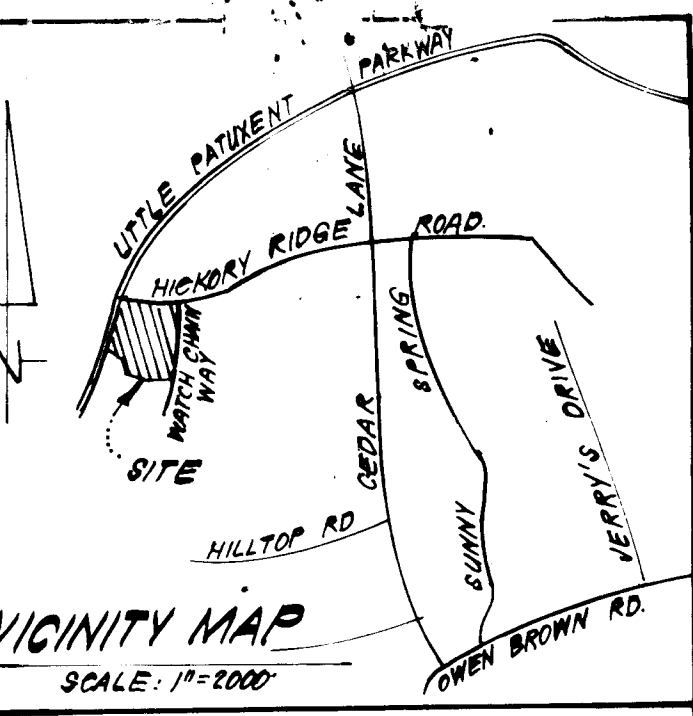 LITTLE PATUXENT PARKWAY
CEDAR LANE
HICKORY RIDGE ROAD.
WATCH CHAIN
WAY
SITE
SUNNY SPRING
JERRY'S DRIVE
HILLTOP RD
OWEN BROWN RD.
VICINITY MAP
SCALE: 1"=2000'
N